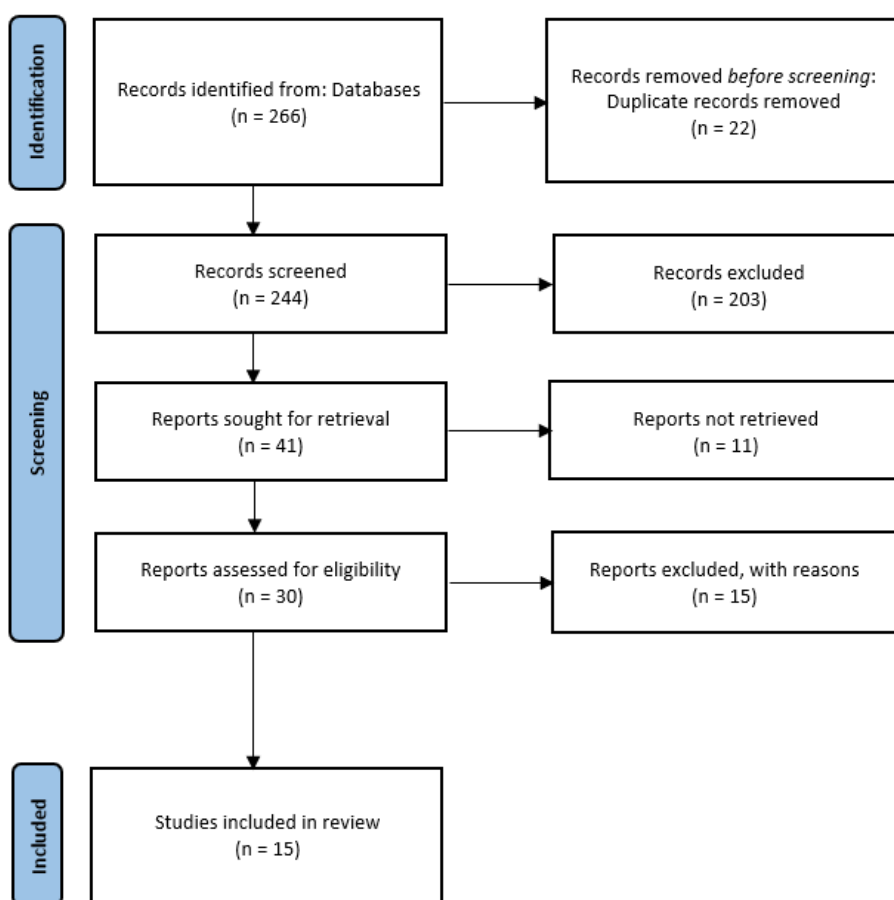 Identification
Records identified from: Databases
(n = 266)
Records removed before screening:
Duplicate records removed
(n = 22)
Screening
Records screened
(n = 244)
Records excluded
(n = 203)
Reports sought for retrieval
(n = 41)
Reports not retrieved
(n = 11)
Reports assessed for eligibility
(n = 30)
Reports excluded, with reasons
(n = 15)
Included
Studies included in review
(n = 15)